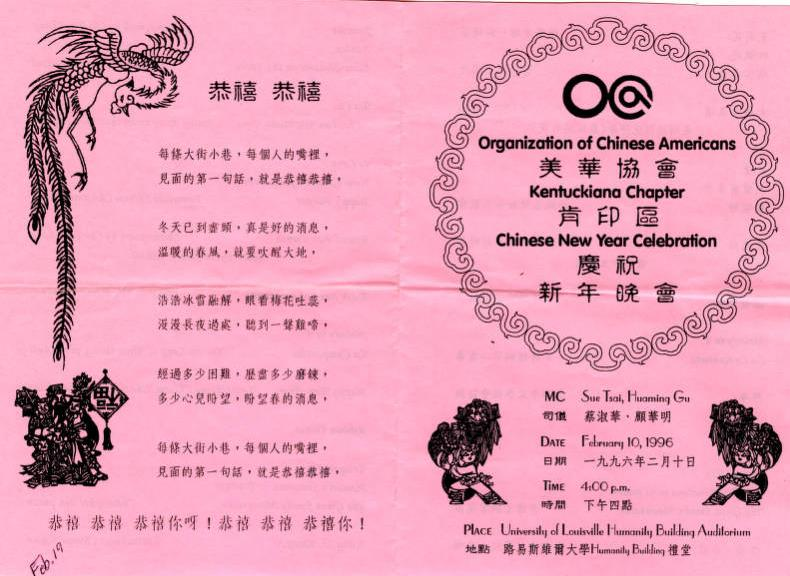 恭禧 恭禧
每條大街小巷，每個人的嘴裡，
見面的第一句話，就是恭禧恭禧，
冬天已到盡頭，真是好的消息，
溫暖的春風，就要吹醒大地，
浩浩冰雪融解，眼看梅花吐蕊，
漫漫長夜過處，聽到一聲雞啼，
經過多少困難，歷盡多少磨鍊，
多少心兒盼望，盼望春的消息，
每條大街小巷，每個人的嘴裡，
見面的第一句話，就是恭禧恭禧，
恭禧 恭禧 恭禧你呀！恭禧 恭禧 恭禧你！
Feb. 19
福
OCA
Organization of Chinese Americans
美華協會
Kentuckiana Chapter
肯印區
Chinese New Year Celebration
慶祝
新年晚會
MC Sue Tsai, Huaming Gu
司儀 蔡淑華、顧華明
DATE February 10, 1996
日期 一九九六年二月十日
TIME 4:00 p.m.
時間 下午四點
PLACE University of Louisville Humanity Building Auditorium
地點 路易斯維爾大學Humanity Building 禮堂